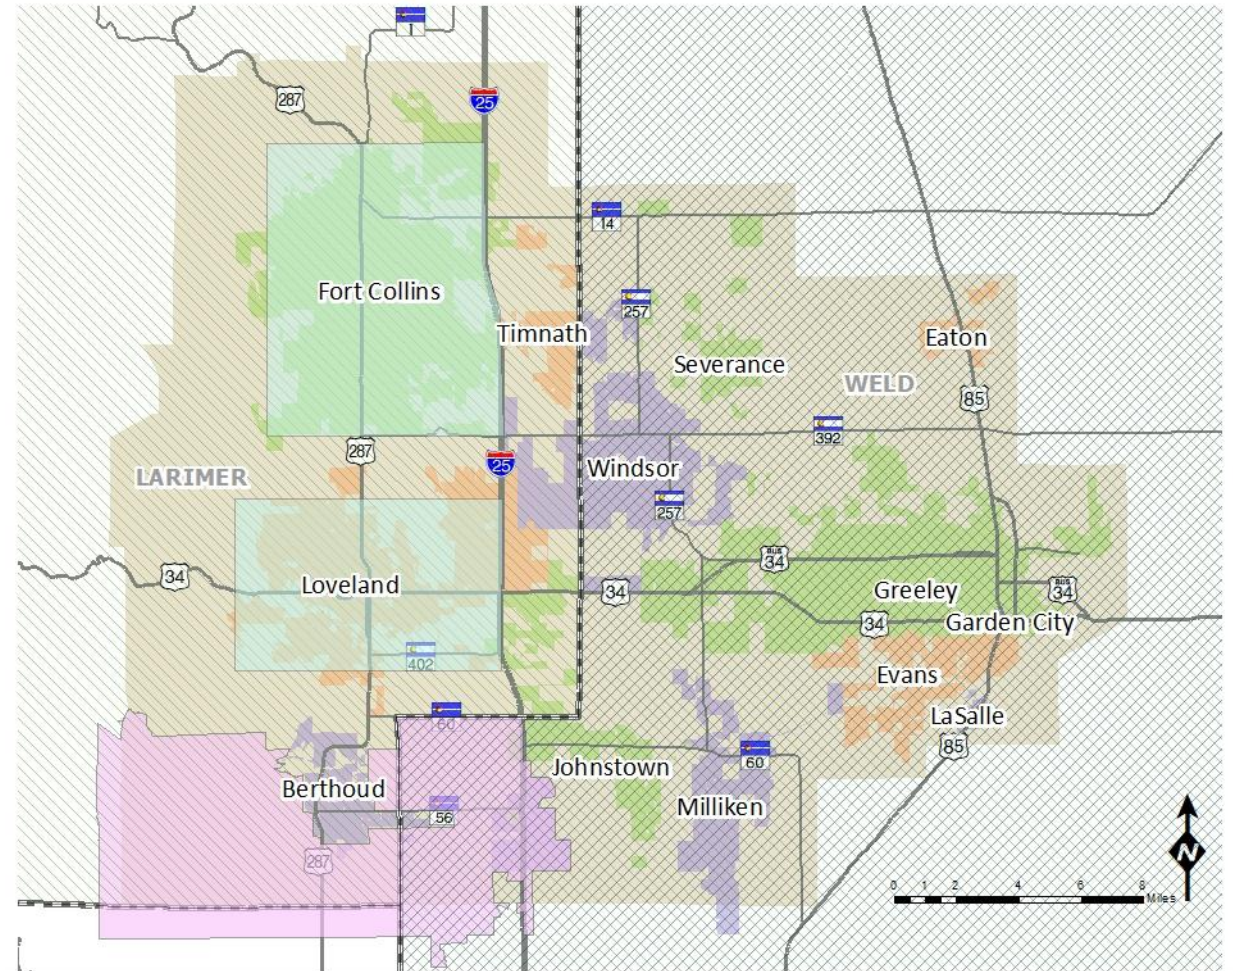 1
287
25
14
Fort Collins
257
Timnath
Eaton
Severance
WELD
85
392
287
25
LARIMER
Windsor
257
BUS
34
34
Loveland
34
Greeley
BUS
34
Garden City
34
402
Evans
60
LaSalle
85
60
Johnstown
Berthoud
Milliken
56
287
N
0 1 2 4 6 8
Miles